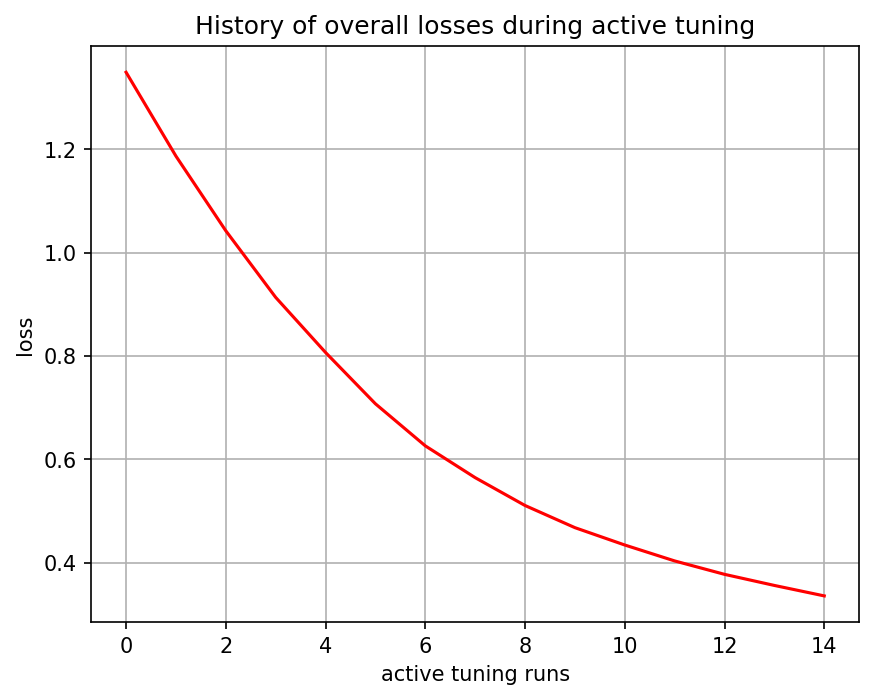 History of overall losses during active tuning
1.2
1.0
0.8
0.6
0.4
loss
0 2 4 6 8 10 12 14
active tuning runs